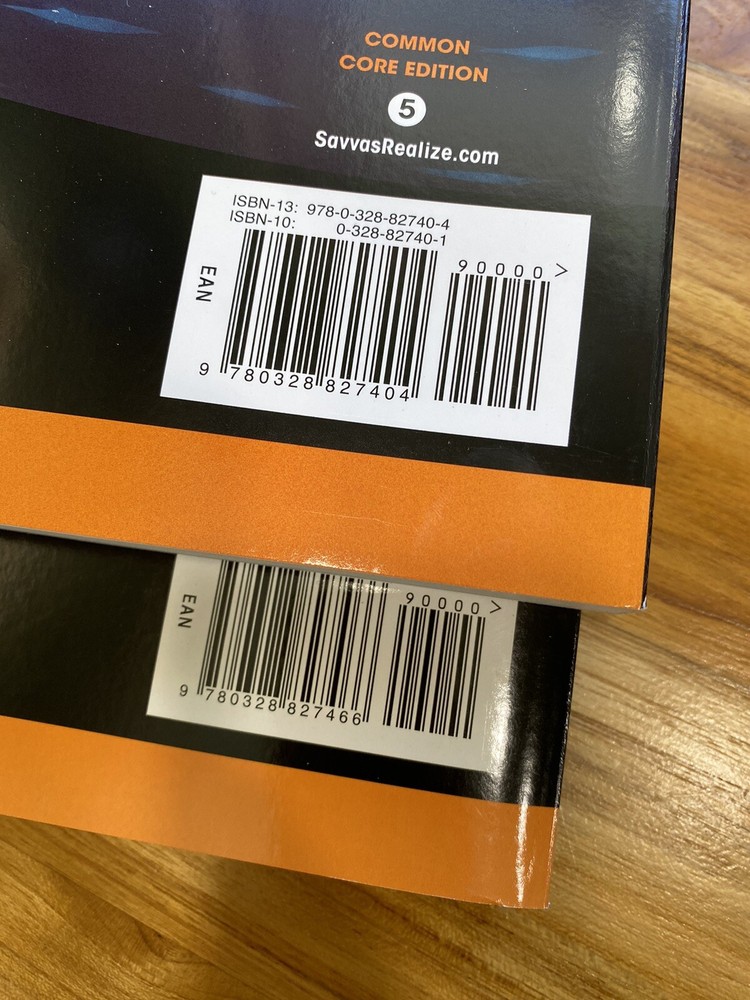 COMMON
CORE EDITION
5
SavvasRealize.com
ISBN-13: 978-0-328-82740-4
ISBN-10: 0-328-82740-1
90000>
EAN
9 780328 827404
90000>
EAN
9 780328 827466